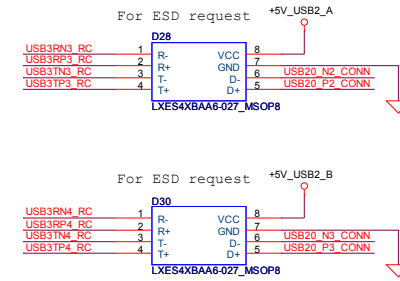 For ESD request
+5V_USB2_A
D28
USB3RN3_RC 1 R- VCC 8
USB3RP3_RC 2 R+ GND 7
USB3TN3_RC 3 T- D- 6 USB20_N2_CONN
USB3TP3_RC 4 T+ D+ 5 USB20_P2_CONN
LXES4XBAA6-027_MSOP8
For ESD request
+5V_USB2_B
D30
USB3RN4_RC 1 R- VCC 8
USB3RP4_RC 2 R+ GND 7
USB3TN4_RC 3 T- D- 6 USB20_N3_CONN
USB3TP4_RC 4 T+ D+ 5 USB20_P3_CONN
LXES4XBAA6-027_MSOP8